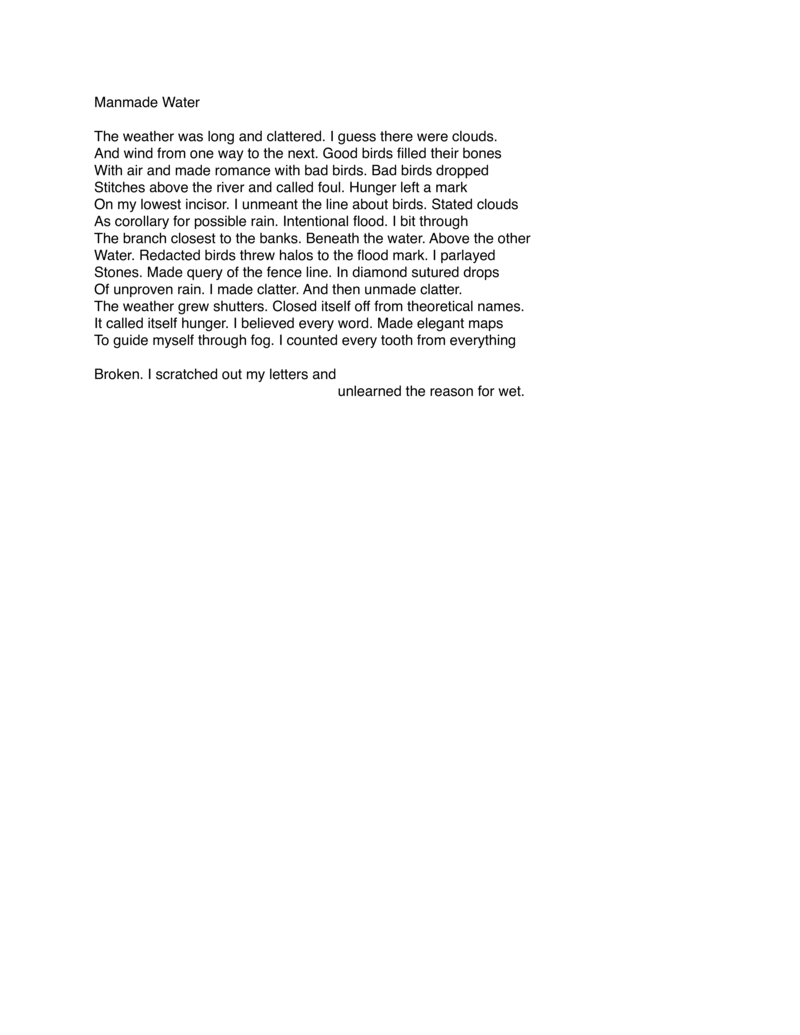 Manmade Water
The weather was long and clattered. I guess there were clouds.
And wind from one way to the next. Good birds filled their bones
With air and made romance with bad birds. Bad birds dropped
Stitches above the river and called foul. Hunger left a mark
On my lowest incisor. I unmeant the line about birds. Stated clouds
As corollary for possible rain. Intentional flood. I bit through
The branch closest to the banks. Beneath the water. Above the other
Water. Redacted birds threw halos to the flood mark. I parlayed
Stones. Made query of the fence line. In diamond sutured drops
Of unproven rain. I made clatter. And then unmade clatter.
The weather grew shutters. Closed itself off from theoretical names.
It called itself hunger. I believed every word. Made elegant maps
To guide myself through fog. I counted every tooth from everything
Broken. I scratched out my letters and
unlearned the reason for wet.